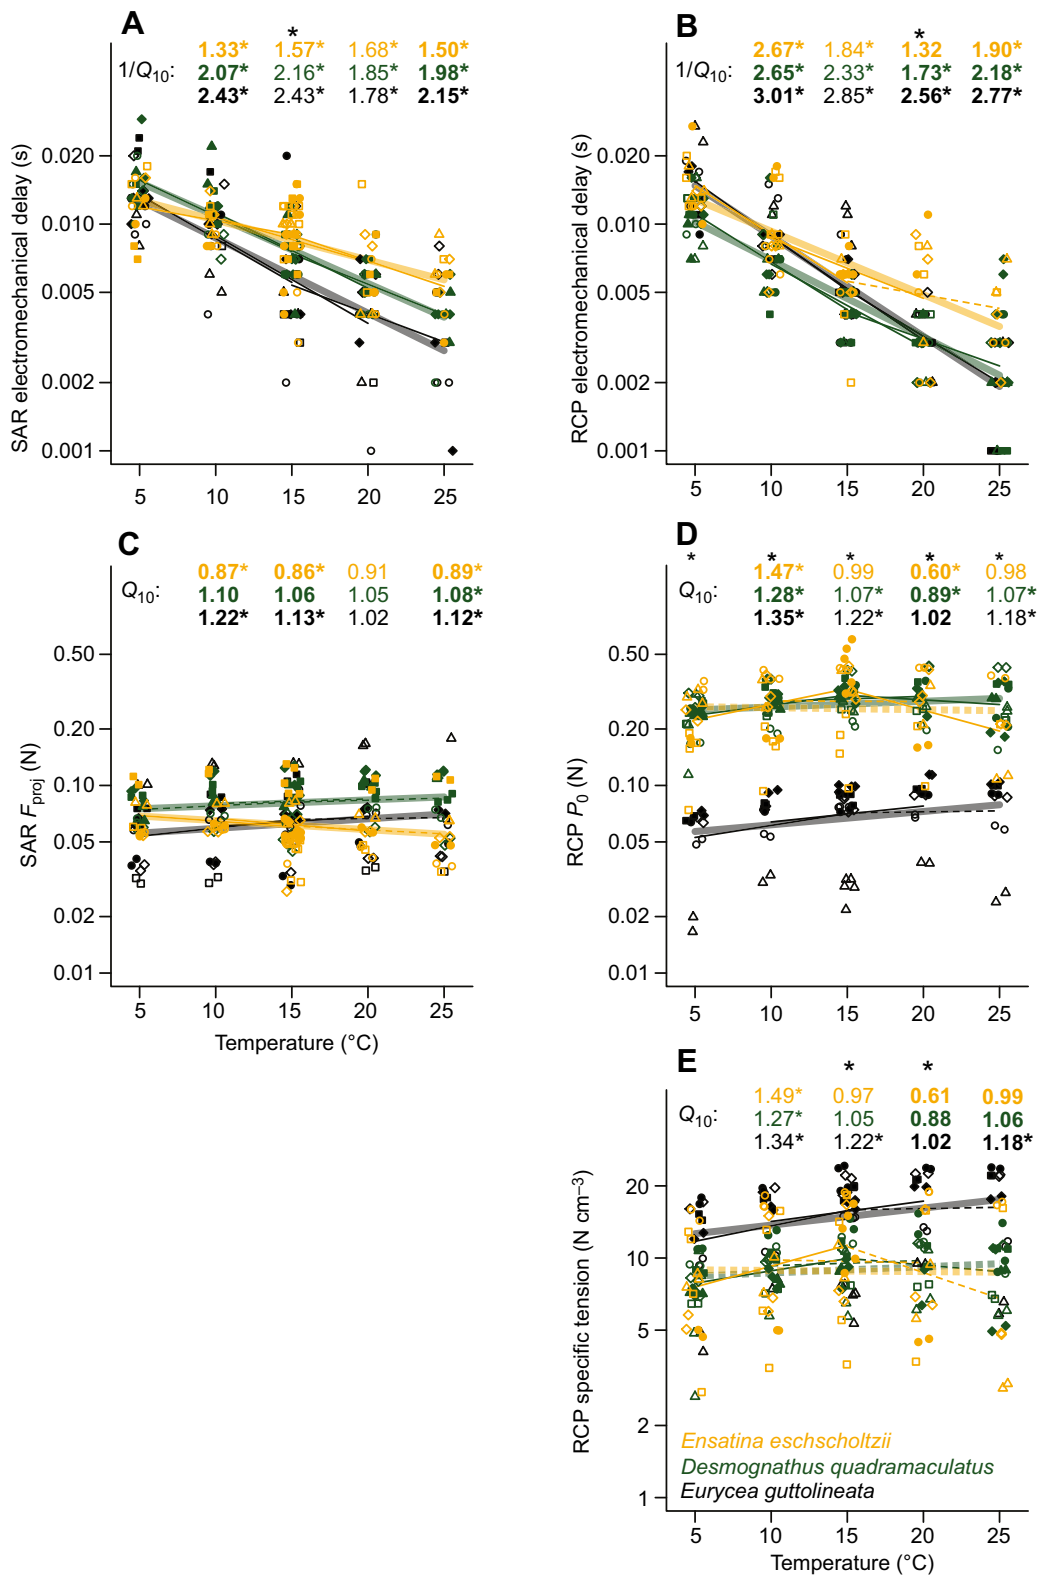 A
*
1.33* 1.57* 1.68* 1.50*
1/Q10: 2.07* 2.16* 1.85* 1.98*
2.43* 2.43* 1.78* 2.15*
SAR electromechanical delay (s)
0.020
0.010
0.005
0.002
0.001
5 10 15 20 25
B
*
2.67* 1.84* 1.32 1.90*
1/Q10: 2.65* 2.33* 1.73* 2.18*
3.01* 2.85* 2.56* 2.77*
RCP electromechanical delay (s)
0.020
0.010
0.005
0.002
0.001
5 10 15 20 25
C
0.87* 0.86* 0.91 0.89*
Q10: 1.10 1.06 1.05 1.08*
1.22* 1.13* 1.02 1.12*
SAR Fproj (N)
0.50
0.20
0.10
0.05
0.02
0.01
5 10 15 20 25
Temperature (°C)
D
* * * * *
1.47* 0.99 0.60* 0.98
Q10: 1.28* 1.07* 0.89* 1.07*
1.35* 1.22* 1.02 1.18*
RCP P0 (N)
0.50
0.20
0.10
0.05
0.02
0.01
5 10 15 20 25
E
* *
1.49* 0.97 0.61 0.99
Q10: 1.27* 1.05 0.88 1.06
1.34* 1.22* 1.02 1.18*
RCP specific tension (N cm−3)
20
10
5
2
1
Ensatina eschscholtzii
Desmognathus quadramaculatus
Eurycea guttolineata
5 10 15 20 25
Temperature (°C)